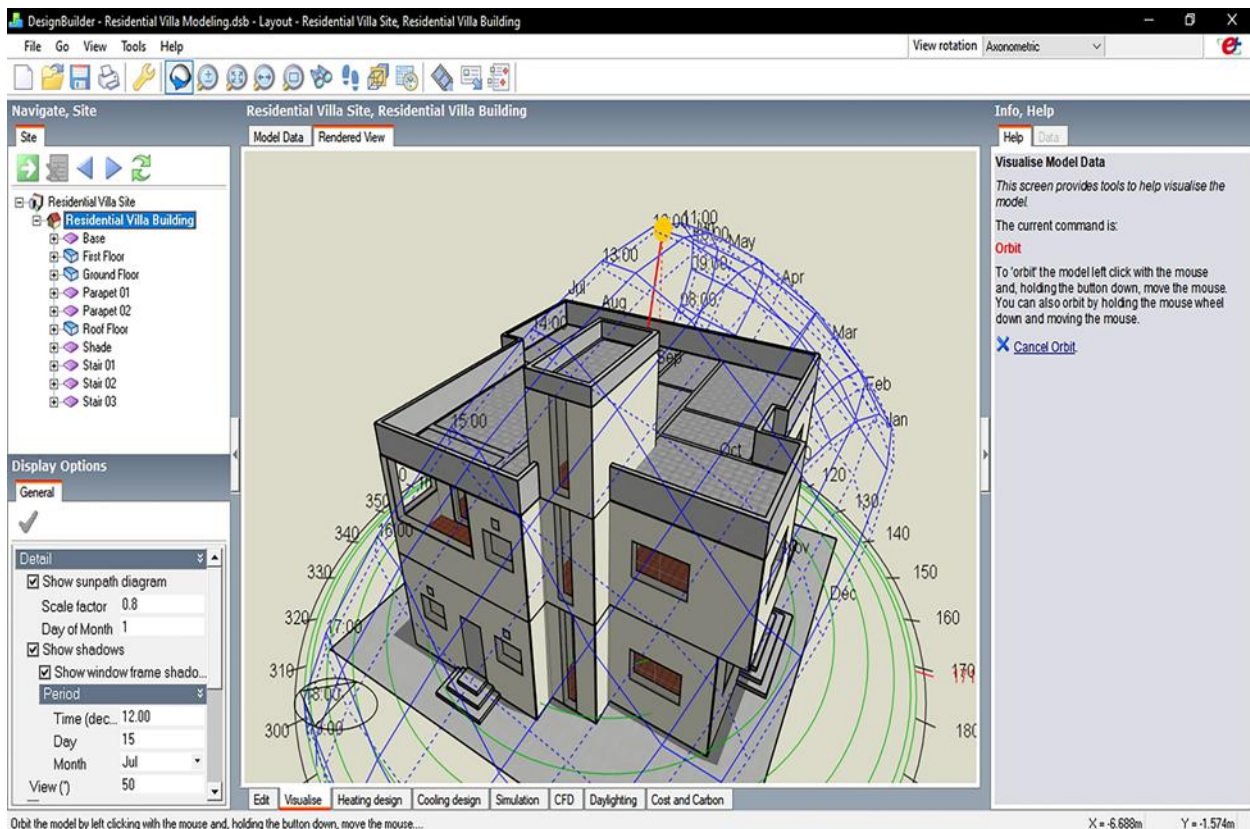 DesignBuilder - Residential Villa Modeling.dsb - Layout - Residential Villa Site, Residential Villa Building
File Go View Tools Help
View rotation Axonometric
Navigate, Site
Site
Residential Villa Site
Residential Villa Building
Base
First Floor
Ground Floor
Parapet 01
Parapet 02
Roof Floor
Shade
Stair 01
Stair 02
Stair 03
Display Options
General
Detail
Show sunpath diagram
Scale factor 0.8
Day of Month 1
Show shadows
Show window frame shado...
Period
Time (dec... 12.00
Day 15
Month Jul
View (°) 50
Residential Villa Site, Residential Villa Building
Model Data Rendered View
11:00
May
13:00
09:00
Apr
Jul
Aug
08:00
14:00
Mar
Sep
Feb
Jan
15:00
Oct
120
130
350
340
16:00
140
Nov
330
150
Dec
320
17:00
160
310
170
18:00
300
180
Edit Visualise Heating design Cooling design Simulation CFD Daylighting Cost and Carbon
Info, Help
Help Data
Visualise Model Data
This screen provides tools to help visualise the
model.
The current command is:
Orbit
To 'orbit' the model left click with the mouse
and, holding the button down, move the mouse.
You can also orbit by holding the mouse wheel
down and moving the mouse.
Cancel Orbit.
Orbit the model by left clicking with the mouse and, holding the button down, move the mouse....
X = -6.688m Y = -1.574m